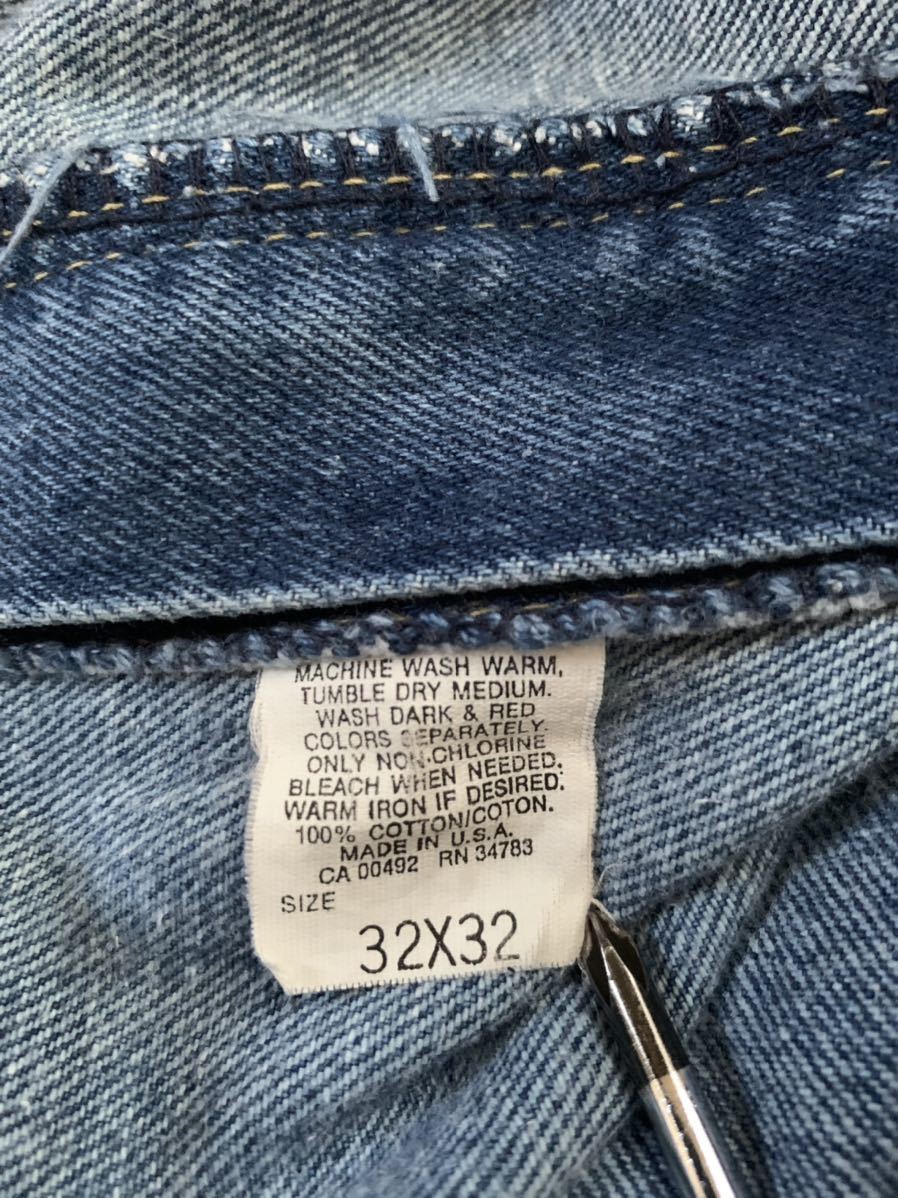 MACHINE WASH WARM,
TUMBLE DRY MEDIUM.
WASH DARK & RED
COLORS SEPARATELY.
ONLY NON-CHLORINE
BLEACH WHEN NEEDED.
WARM IRON IF DESIRED.
100% COTTON/COTON.
MADE IN U.S.A.
CA 00492 RN 34783
SIZE
32X32